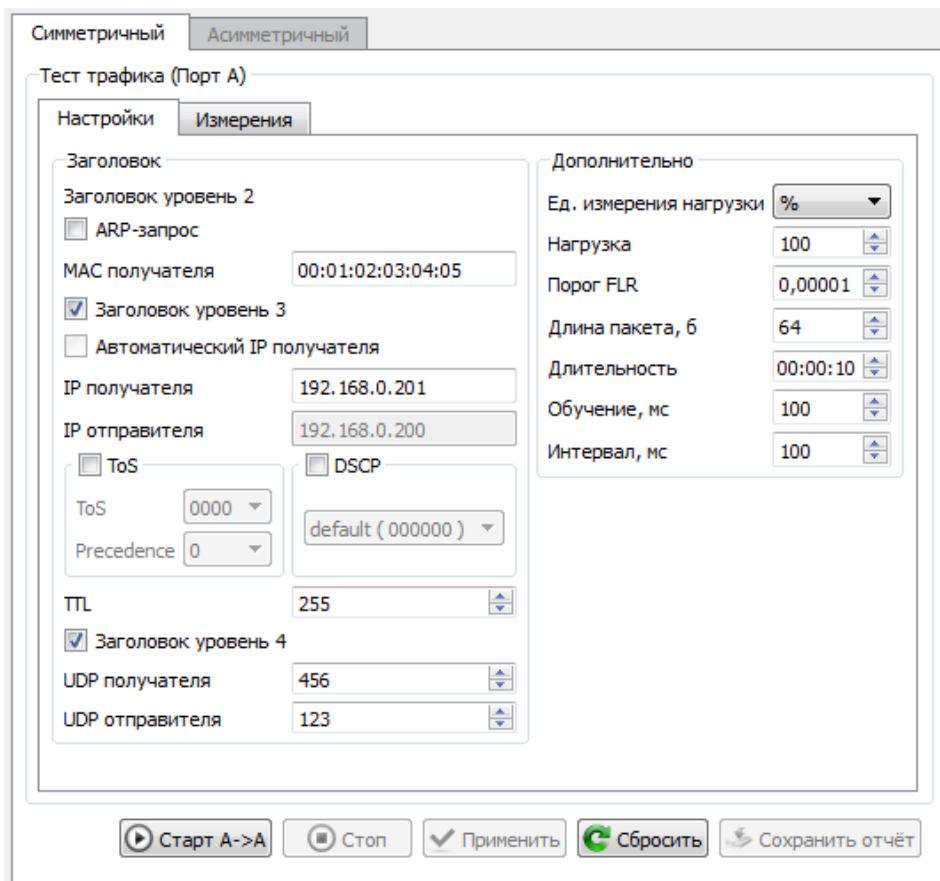 Симметричный
Асимметричный
Тест трафика (Порт A)
Настройки
Измерения
Заголовок
Заголовок уровень 2
ARP-запрос
MAC получателя
00:01:02:03:04:05
Заголовок уровень 3
Автоматический IP получателя
IP получателя
192.168.0.201
IP отправителя
192.168.0.200
ToS
ToS
0000
Precedence
0
DSCP
default ( 000000 )
TTL
255
Заголовок уровень 4
UDP получателя
456
UDP отправителя
123
Дополнительно
Ед. измерения нагрузки
%
Нагрузка
100
Порог FLR
0,00001
Длина пакета, б
64
Длительность
00:00:10
Обучение, мс
100
Интервал, мс
100
Старт A->A
Стоп
Применить
Сбросить
Сохранить отчёт